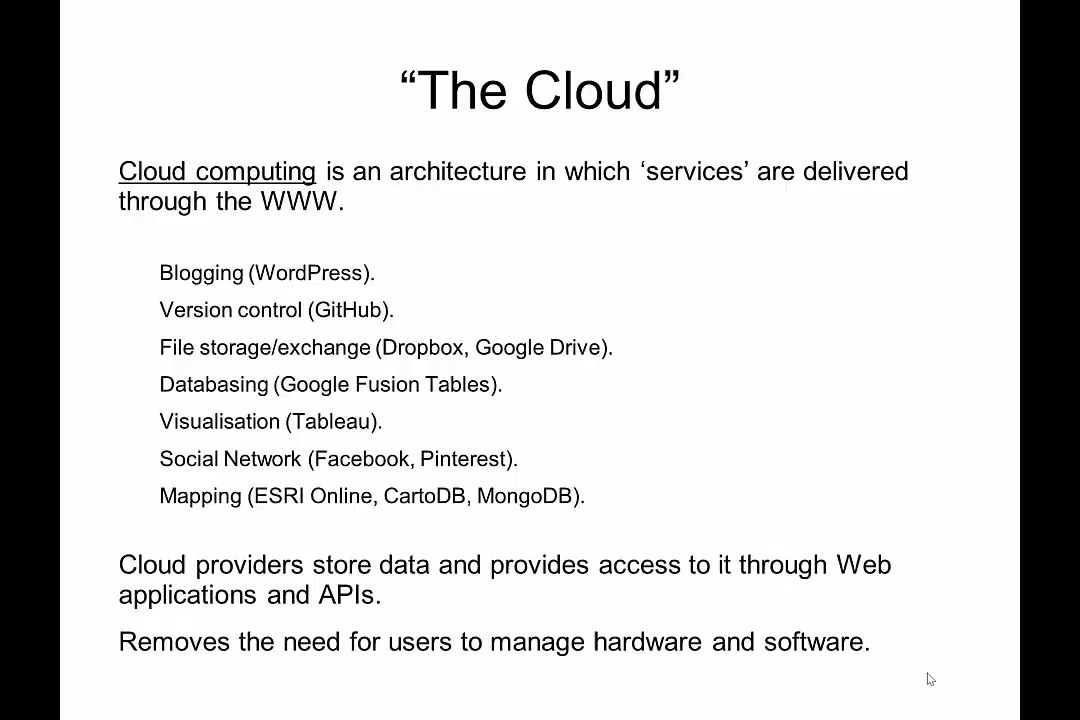 “The Cloud”
Cloud computing is an architecture in which ‘services’ are delivered
through the WWW.
Blogging (WordPress).
Version control (GitHub).
File storage/exchange (Dropbox, Google Drive).
Databasing (Google Fusion Tables).
Visualisation (Tableau).
Social Network (Facebook, Pinterest).
Mapping (ESRI Online, CartoDB, MongoDB).
Cloud providers store data and provides access to it through Web
applications and APIs.
Removes the need for users to manage hardware and software.